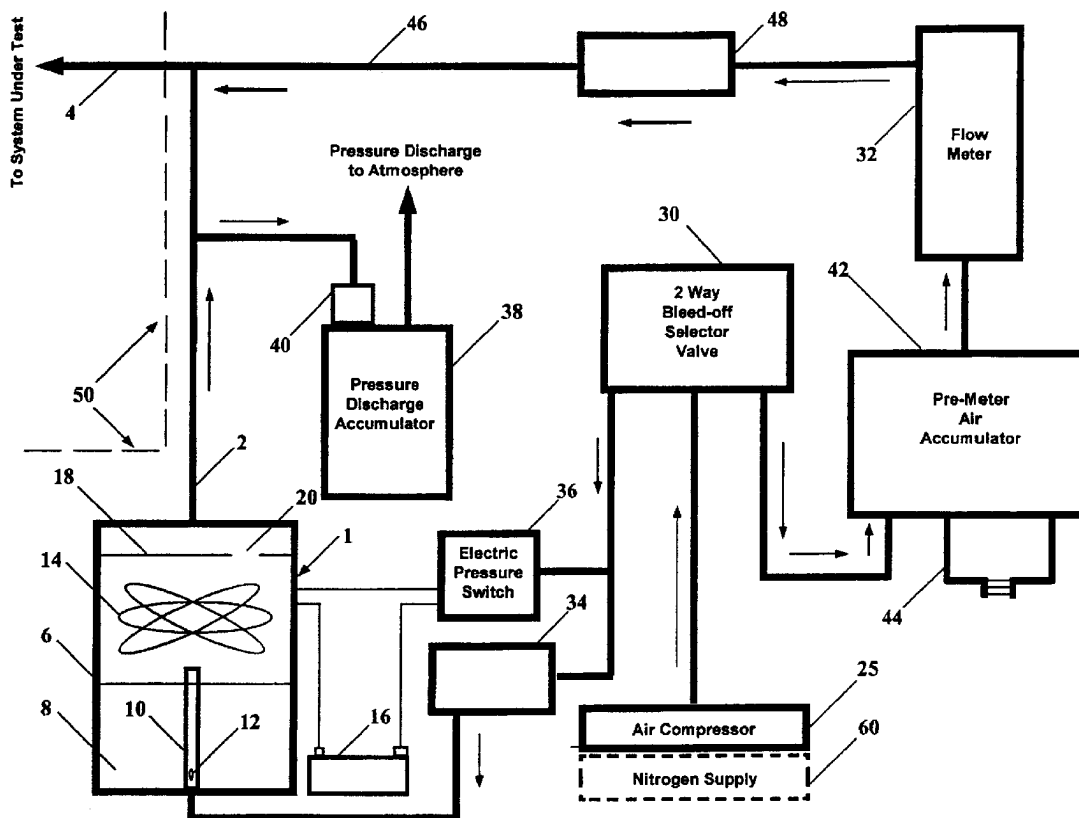 To System Under Test
46
48
4
32
Flow
Meter
Pressure Discharge
to Atmosphere
30
42
2 Way
Bleed-off
Selector
Valve
40
38
50
Pressure
Discharge
Accumulator
Pre-Meter
Air
Accumulator
2
18
20
36
1
14
Electric
Pressure
Switch
34
44
6
25
8
10
12
16
Air Compressor
60
Nitrogen Supply